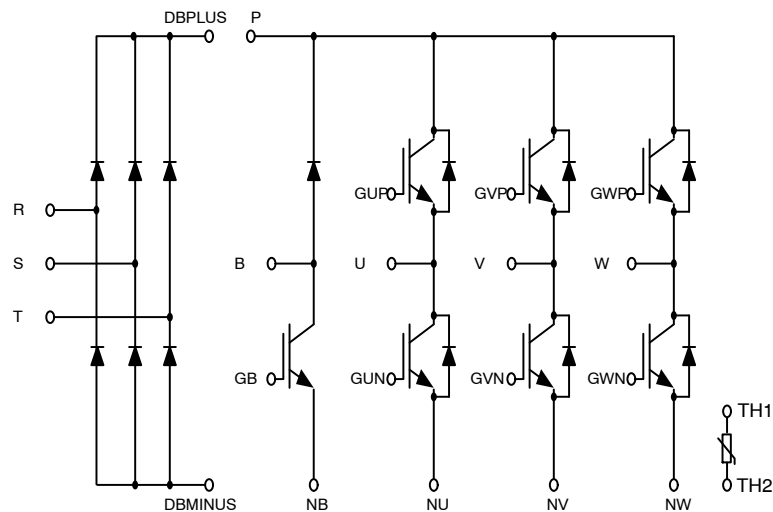 DBPLUS P
GUP GVP GWP
R
S B U V W
T
GB GUN GVN GWN
TH1
TH2
DBMINUS NB NU NV NW